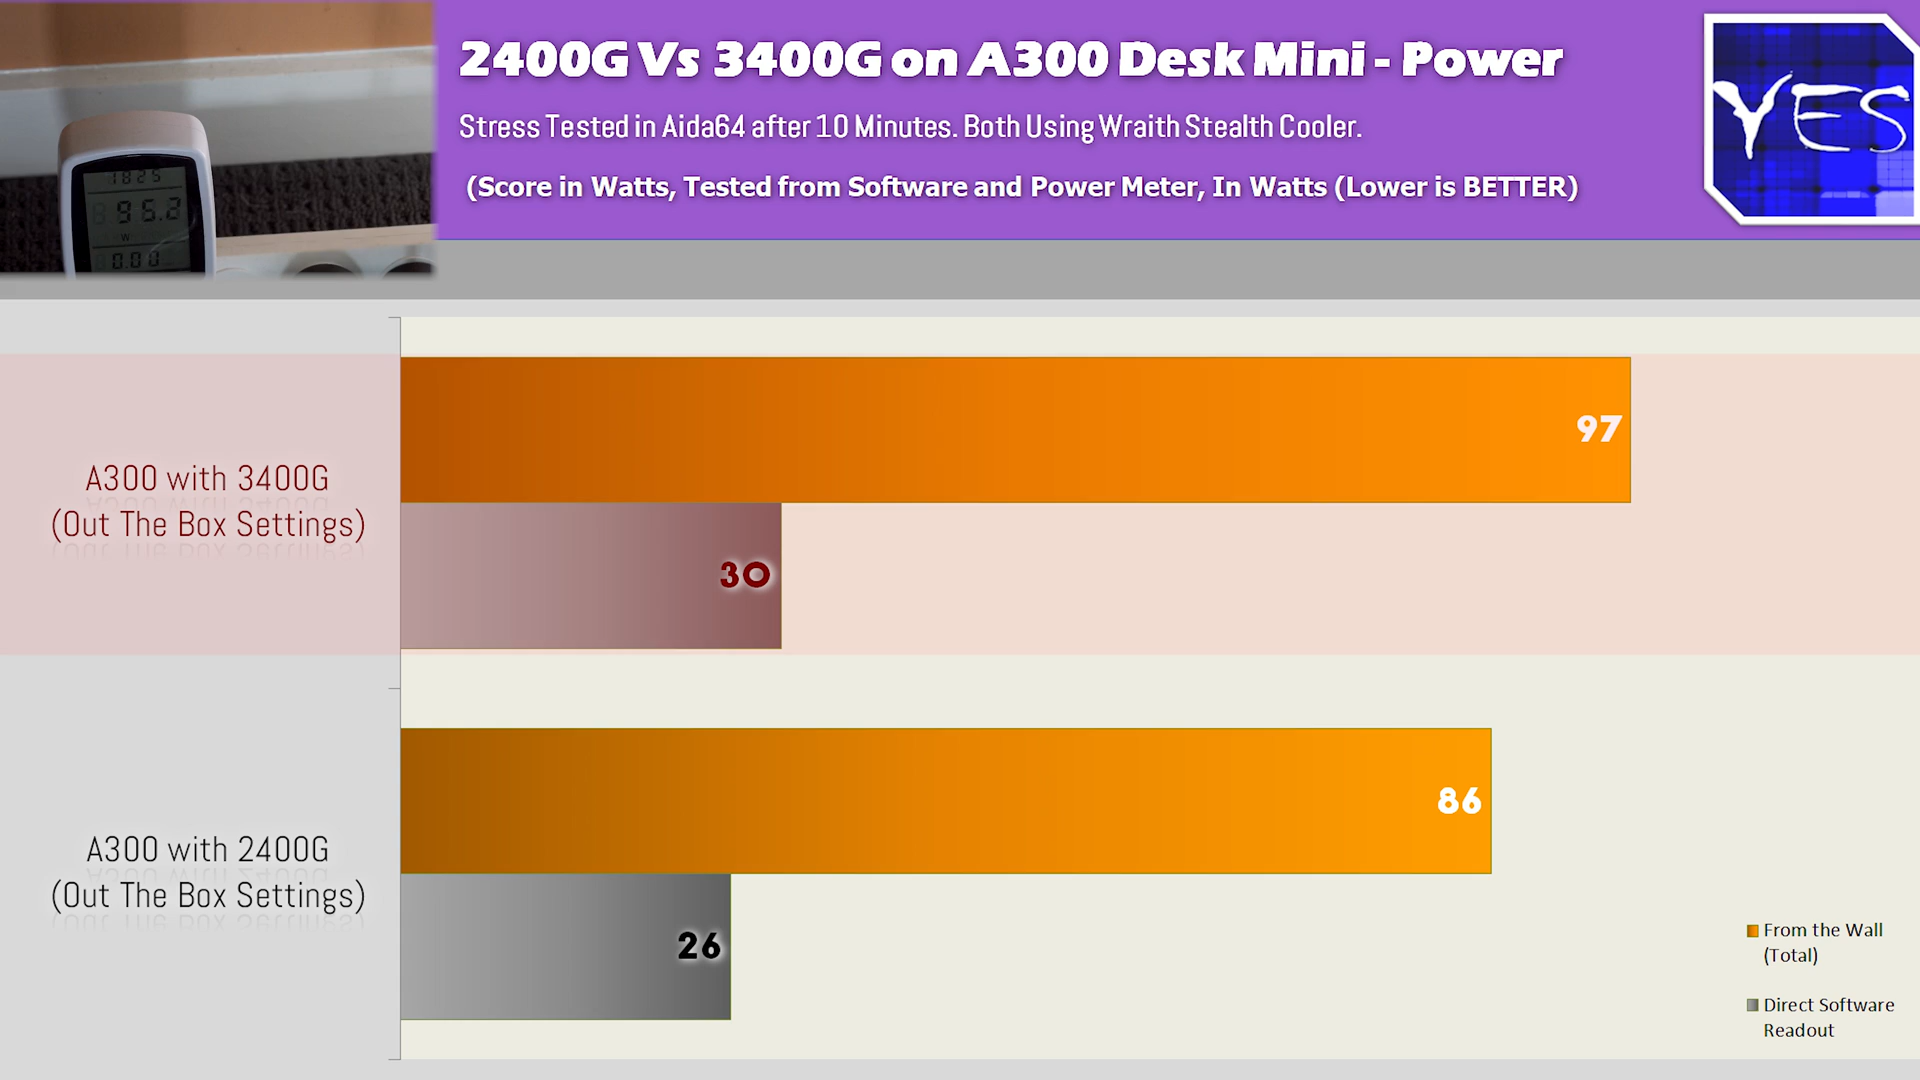 2400G Vs 3400G on A300 Desk Mini - Power
Stress Tested in Aida64 after 10 Minutes. Both Using Wraith Stealth Cooler.
(Score in Watts, Tested from Software and Power Meter, In Watts (Lower is BETTER)
YES
1825
95.2
W
0.00
97
A300 with 3400G
(Out The Box Settings)
30
86
A300 with 2400G
(Out The Box Settings)
26
From the Wall
(Total)
Direct Software
Readout